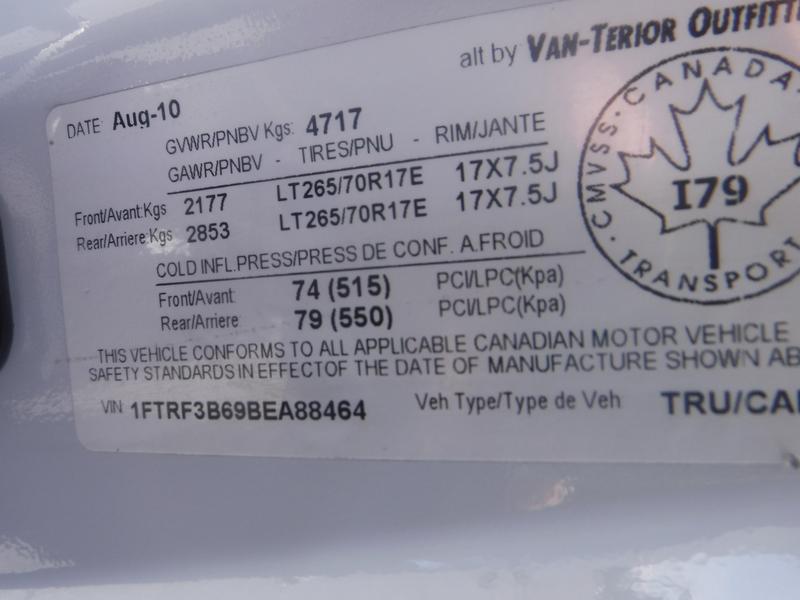 alt by VAN-TERIOR
DATE: Aug-10
GVWR/PNBV Kgs: 4717
GAWR/PNBV - TIRES/PNU - RIM/JANTE
Front/Avant:Kgs 2177 LT265/70R17E 17X7.5J
Rear/Arriere:Kgs 2853 LT265/70R17E 17X7.5J
COLD INFL.PRESS/PRESS DE CONF. A.FROID
Front/Avant: 74 (515) PCI/LPC(Kpa)
Rear/Arriere: 79 (550) PCI/LPC(Kpa)
THIS VEHICLE CONFORMS TO ALL APPLICABLE CANADIAN MOTOR VEHICLE
SAFETY STANDARDS IN EFFECT OF THE DATE OF MANUFACTURE SHOWN AB
VIN: 1FTRF3B69BEA88464 Veh Type/Type de Veh TRU/CA
CANADA
CMVSS
179
TRANSPORT